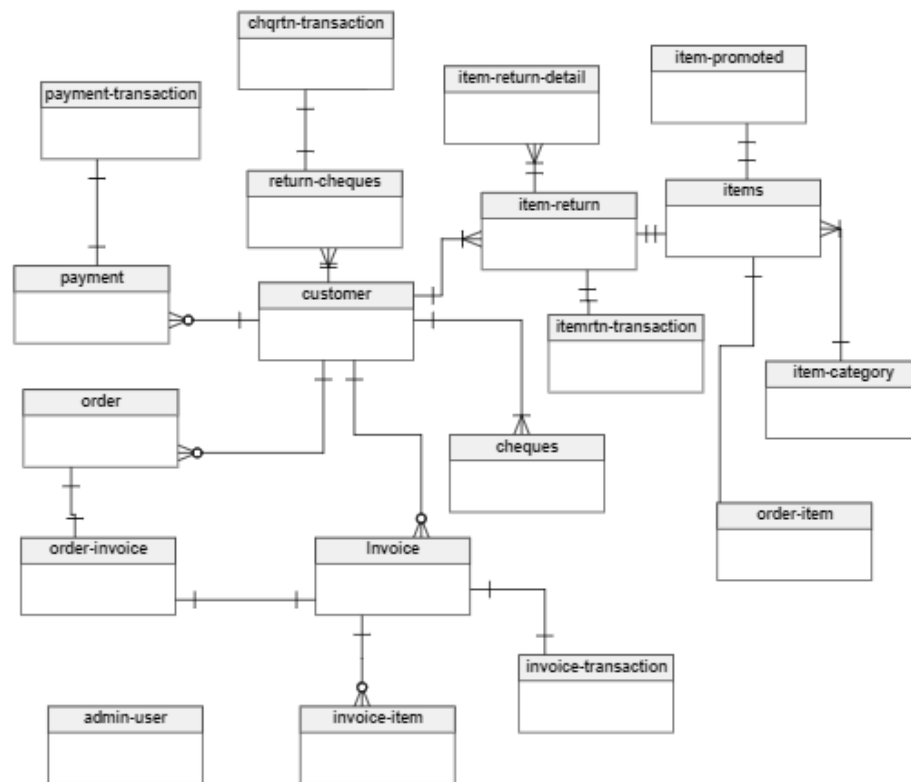 chqrtn-transaction
item-promoted
item-return-detail
payment-transaction
return-cheques
items
item-return
payment
customer
itemrtn-transaction
item-category
order
cheques
order-item
order-invoice
Invoice
invoice-transaction
admin-user
invoice-item